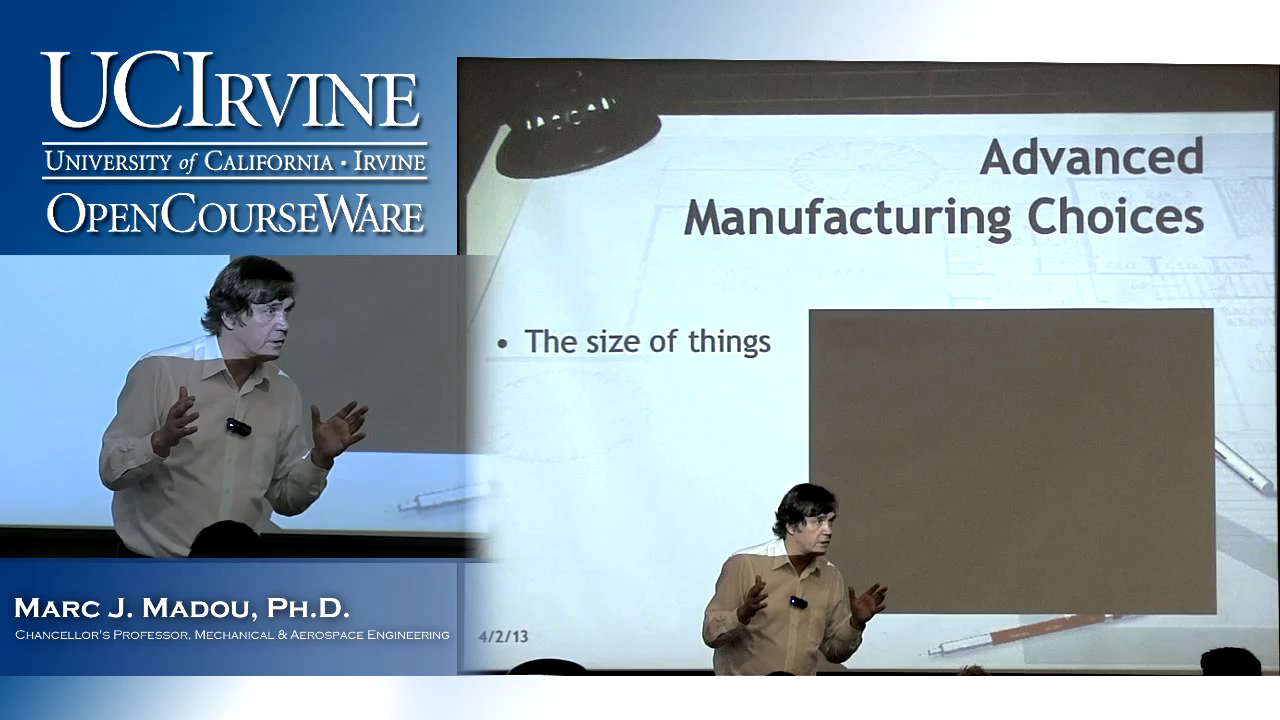 UCIRVINE
UNIVERSITY of CALIFORNIA · IRVINE
OPENCOURSEWARE
MARC J. MADOU, PH.D.
CHANCELLOR'S PROFESSOR, MECHANICAL & AEROSPACE ENGINEERING
Advanced
Manufacturing Choices
• The size of things
4/2/13